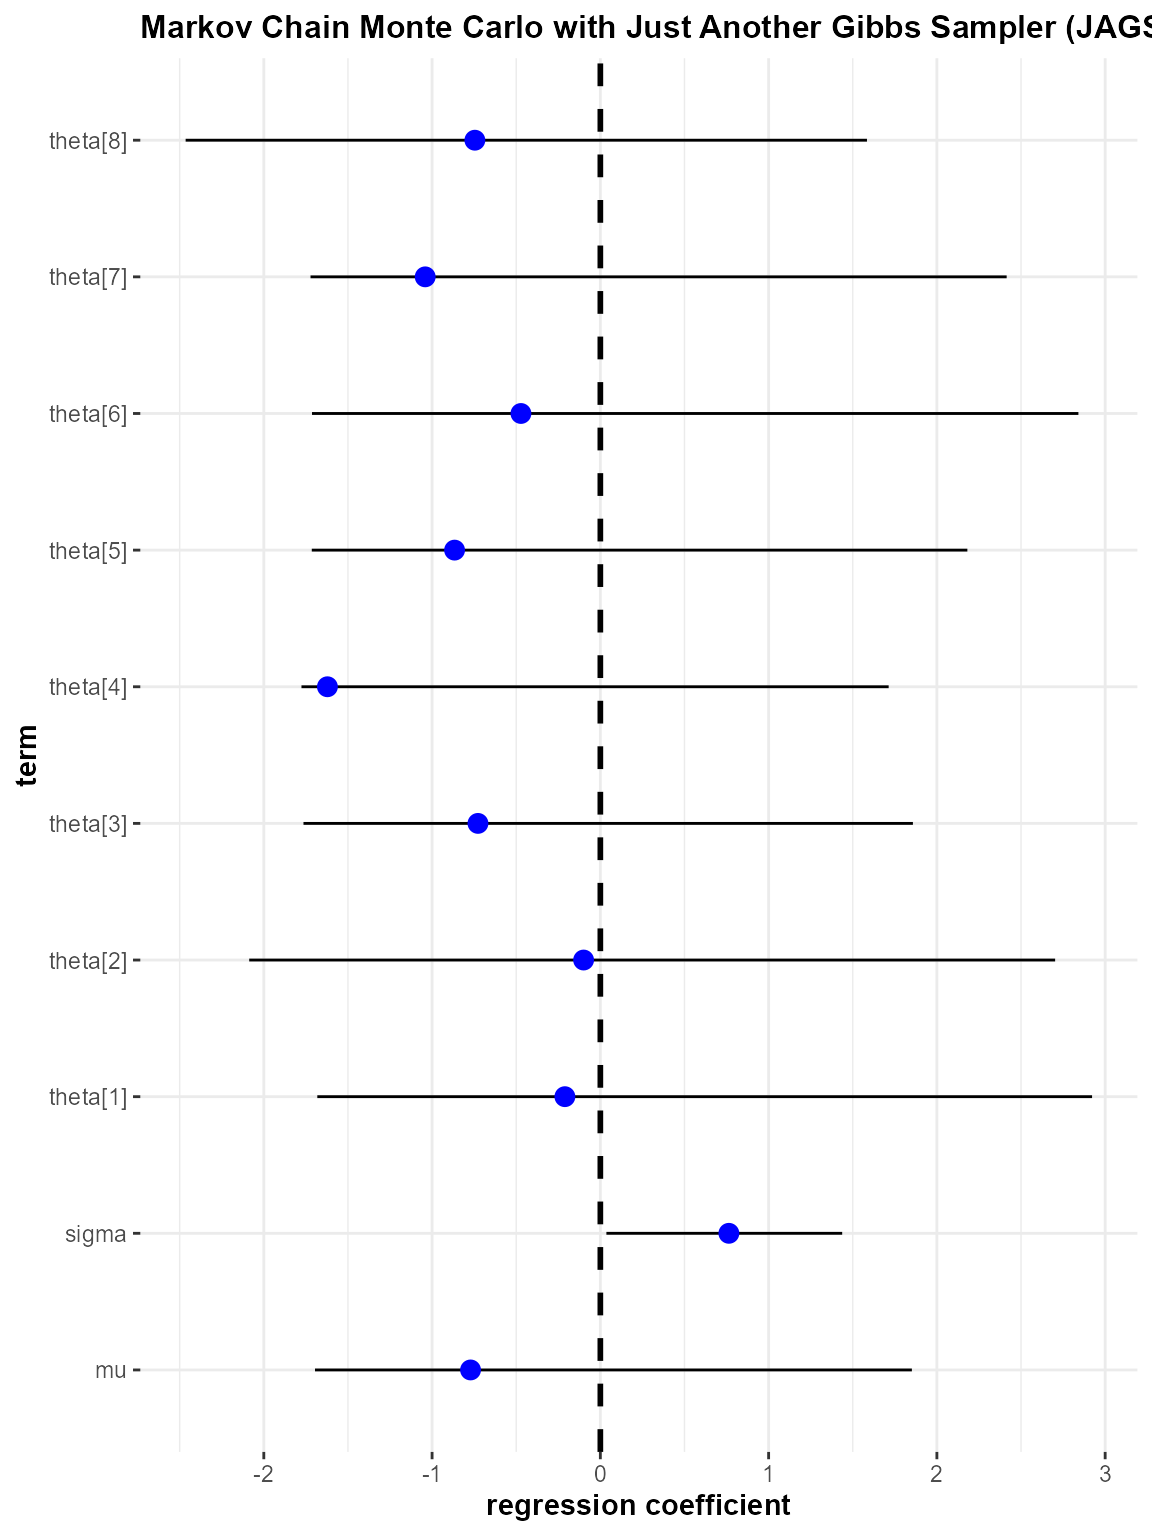 Markov Chain Monte Carlo with Just Another Gibbs Sampler (JAGS
theta[8]
theta[7]
theta[6]
theta[5]
theta[4]
theta[3]
theta[2]
theta[1]
sigma
mu
term
-2 -1 0 1 2 3
regression coefficient